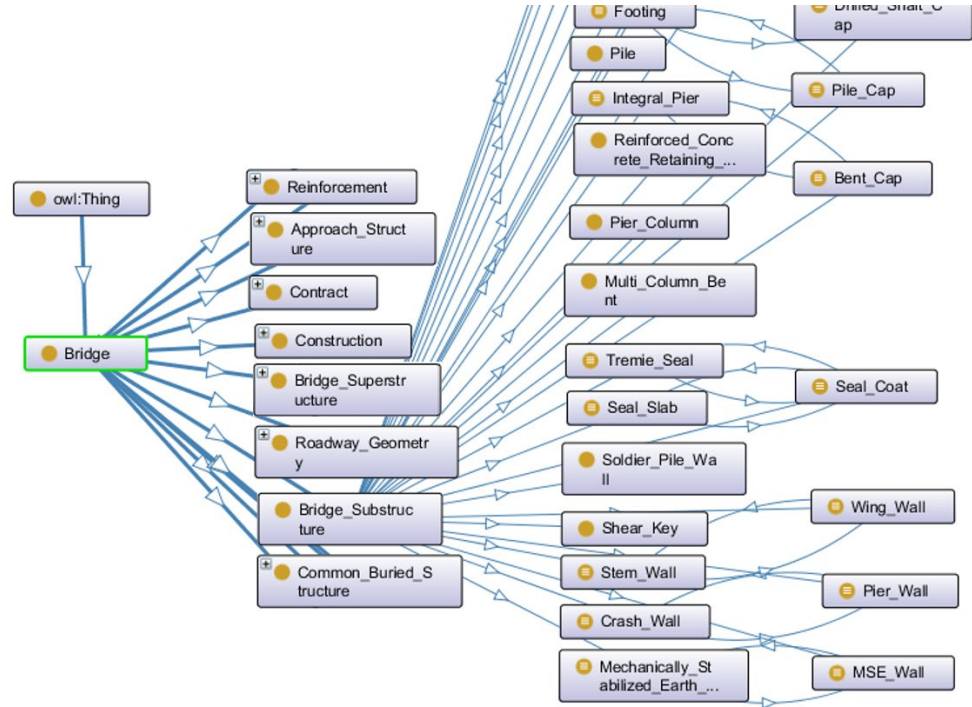 Footing
Drilled_Shaft_C
ap
Pile
Pile_Cap
Integral_Pier
Reinforced_Conc
rete_Retaining_...
Bent_Cap
owl:Thing
Reinforcement
Approach_Struct
ure
Pier_Column
Contract
Multi_Column_Be
nt
Construction
Bridge
Tremie_Seal
Bridge_Superstr
ucture
Seal_Coat
Seal_Slab
Roadway_Geometr
y
Soldier_Pile_Wa
ll
Bridge_Substruc
ture
Wing_Wall
Shear_Key
Common_Buried_S
tructure
Stem_Wall
Pier_Wall
Crash_Wall
Mechanically_St
abilized_Earth_...
MSE_Wall